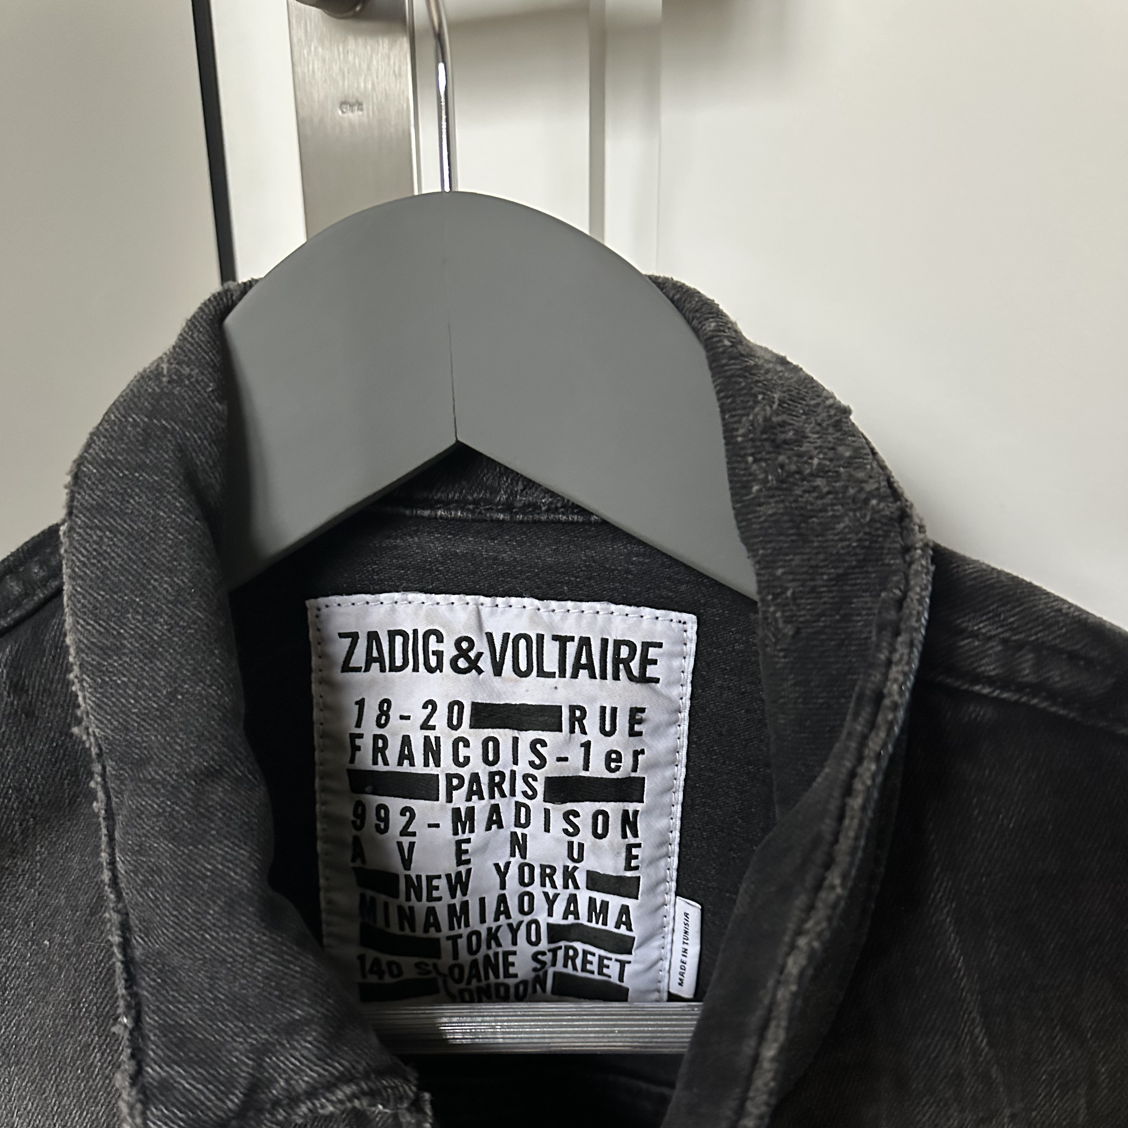 ZADIG&VOLTAIRE
18-20 RUE
FRANCOIS-1er
PARIS
992-MADISON
AVENUE
NEW YORK
MINAMIAOYAMA
TOKYO
140 SLOANE STREET
LONDON
MADE IN TUNISIA